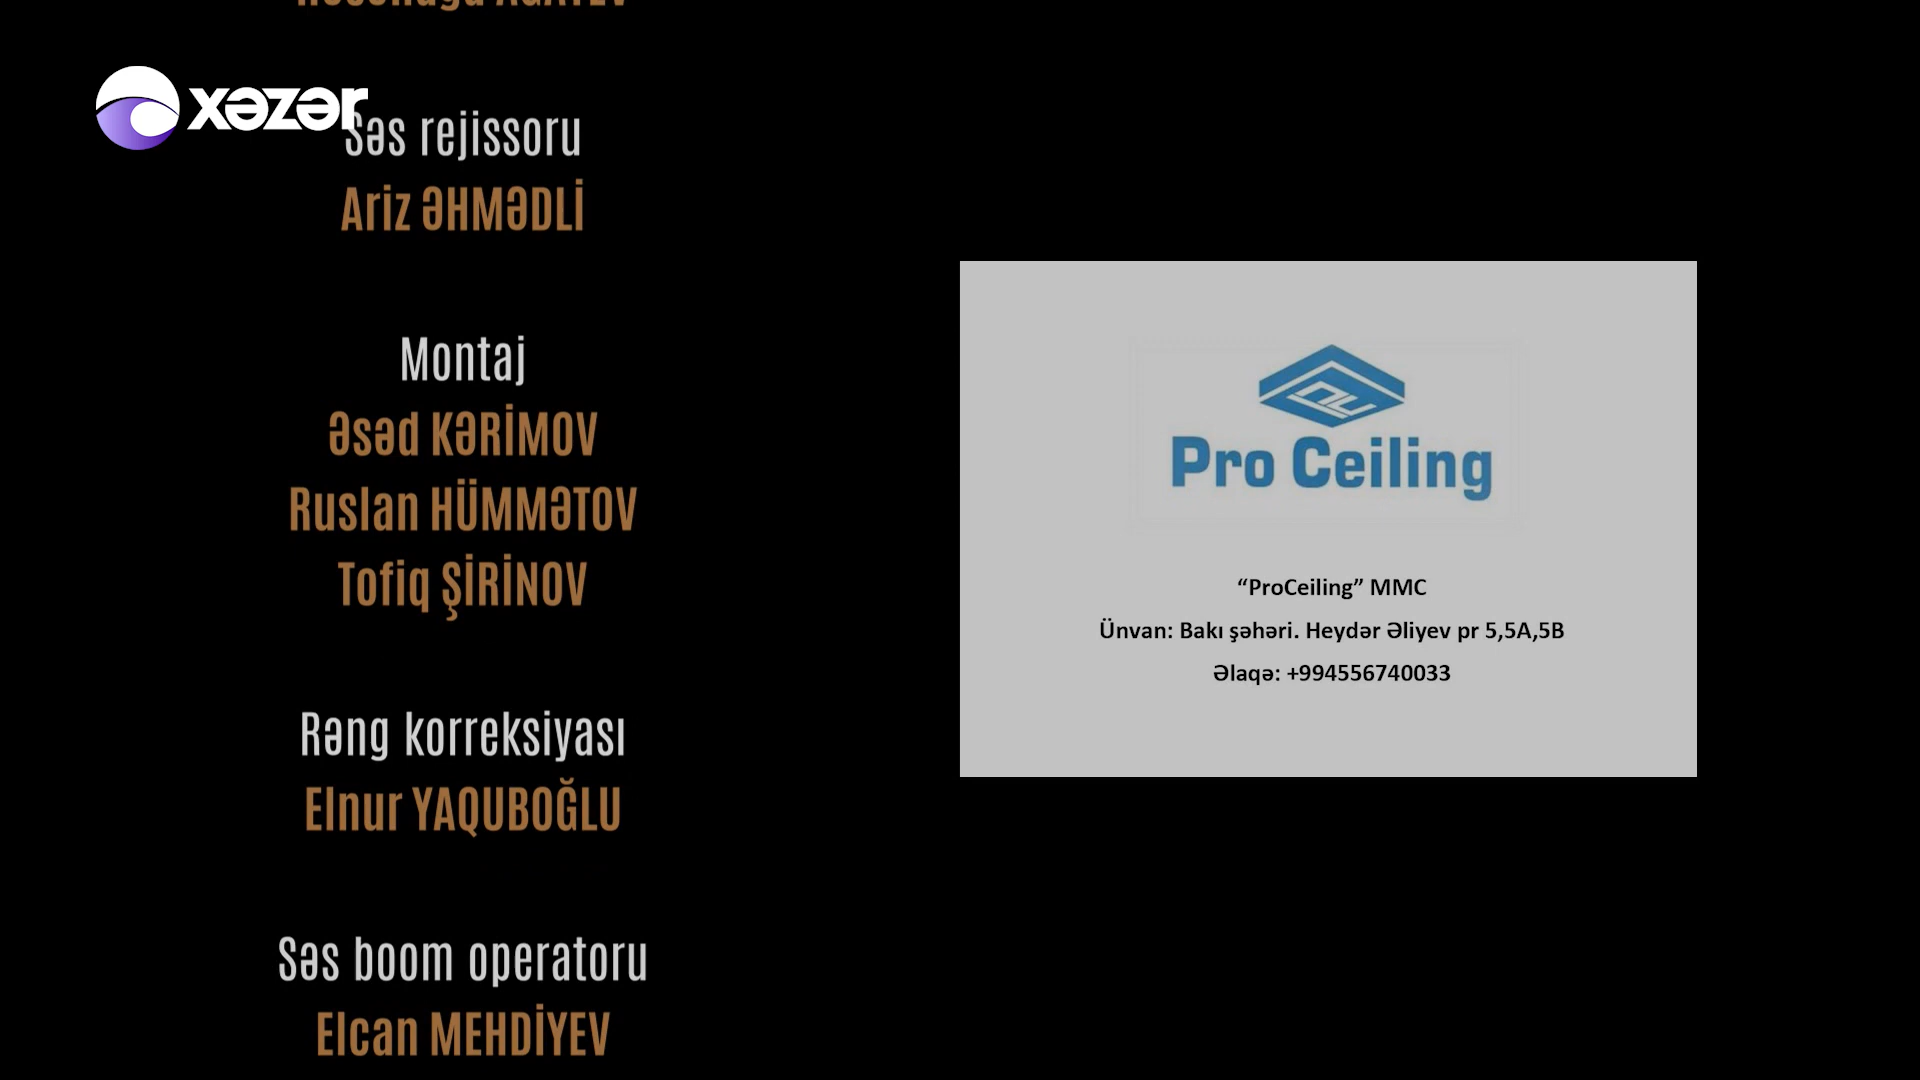 xəzər
Səs rejissoru
Ariz ƏHMƏDLİ
Montaj
Əsəd KƏRİMOV
Ruslan HÜMMƏTOV
Tofiq ŞİRİNOV
Rəng korreksiyası
Elnur YAQUBOĞLU
Səs boom operatoru
Elcan MEHDİYEV
Pro Ceiling
“ProCeiling” MMC
Ünvan: Bakı şəhəri. Heydər Əliyev pr 5,5A,5B
Əlaqə: +994556740033